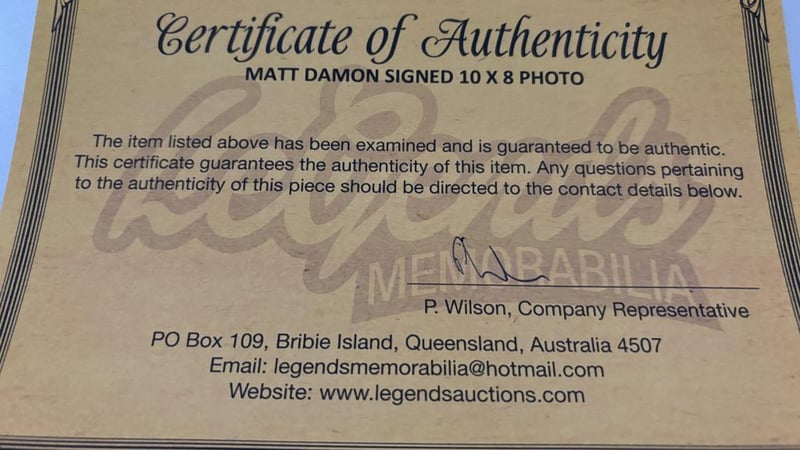 Certificate of Authenticity
MATT DAMON SIGNED 10 X 8 PHOTO
The item listed above has been examined and is guaranteed to be authentic.
This certificate guarantees the authenticity of this item. Any questions pertaining
to the authenticity of this piece should be directed to the contact details below.
Legends
MEMORABILIA
P. Wilson, Company Representative
PO Box 109, Bribie Island, Queensland, Australia 4507
Email: legendsmemorabilia@hotmail.com
Website: www.legendsauctions.com